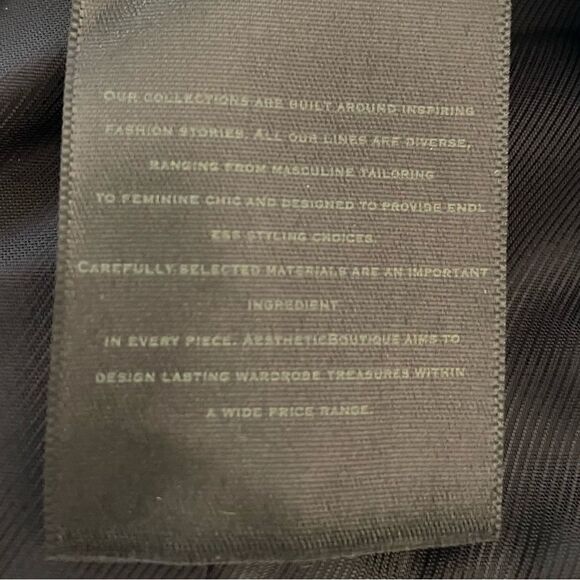 OUR COLLECTIONS ARE BUILT AROUND INSPIRING
FASHION STORIES. ALL OUR LINES ARE DIVERSE,
RANGING FROM MASCULINE TAILORING
TO FEMININE CHIC AND DESIGNED TO PROVIDE ENDL
ESS STYLING CHOICES.
CAREFULLY SELECTED MATERIALS ARE AN IMPORTANT
INGREDIENT
IN EVERY PIECE. AESTHETICBOUTIQUE AIMS TO
DESIGN LASTING WARDROBE TREASURES WITHIN
A WIDE PRICE RANGE.